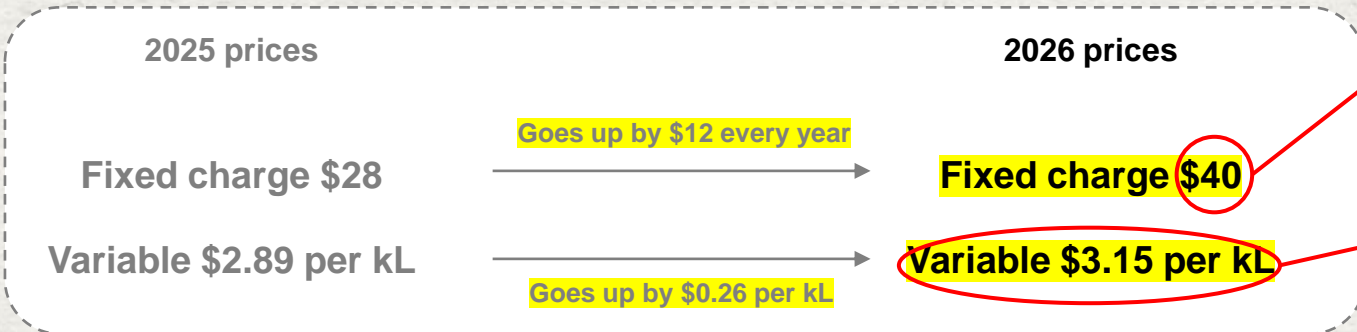 2025 prices
2026 prices
Goes up by $12 every year
Fixed charge $28
Fixed charge $40
Variable $2.89 per kL
Variable $3.15 per kL
Goes up by $0.26 per kL